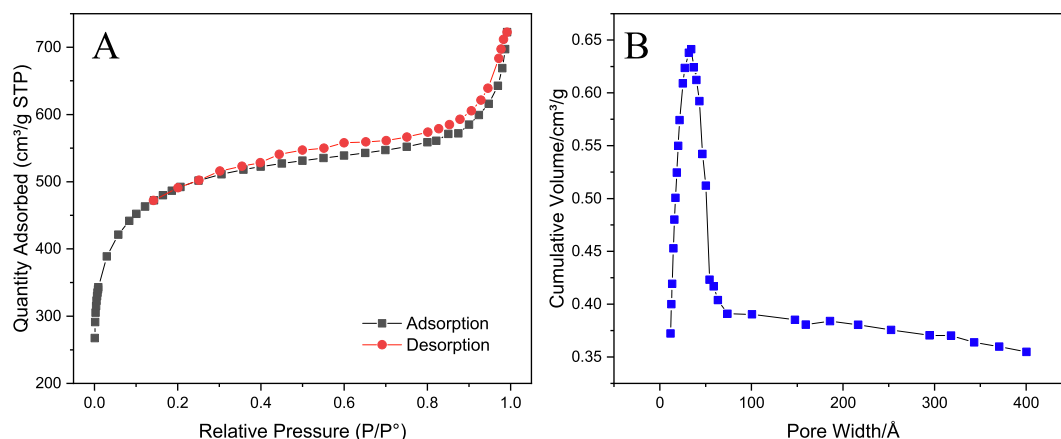 A
Quantity Adsorbed (cm³/g STP)
700
600
500
400
300
200
0.0 0.2 0.4 0.6 0.8 1.0
Relative Pressure (P/P°)
Adsorption
Desorption
B
Cumulative Volume/cm³/g
0.65
0.60
0.55
0.50
0.45
0.40
0.35
0 100 200 300 400
Pore Width/Å